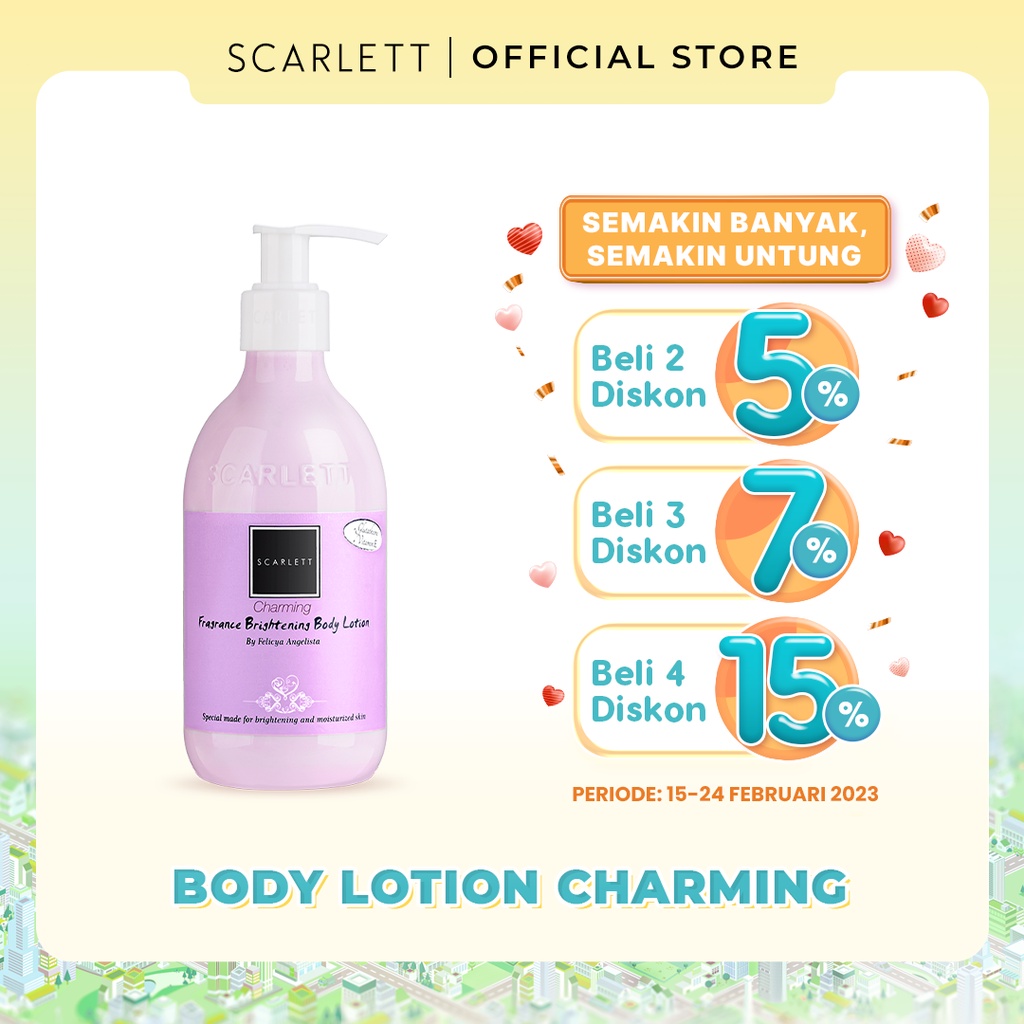 SCARLETT | OFFICIAL STORE
SEMAKIN BANYAK,
SEMAKIN UNTUNG
Beli 2
Diskon
5%
Beli 3
Diskon
7%
Beli 4
Diskon
15%
PERIODE: 15-24 FEBRUARI 2023
SCARLETT
Glutathione
Vitamin E
SCARLETT
Charming
Fragrance Brightening Body Lotion
By Felicya Angelista
Special made for brightening and moisturized skin
BODY LOTION CHARMING